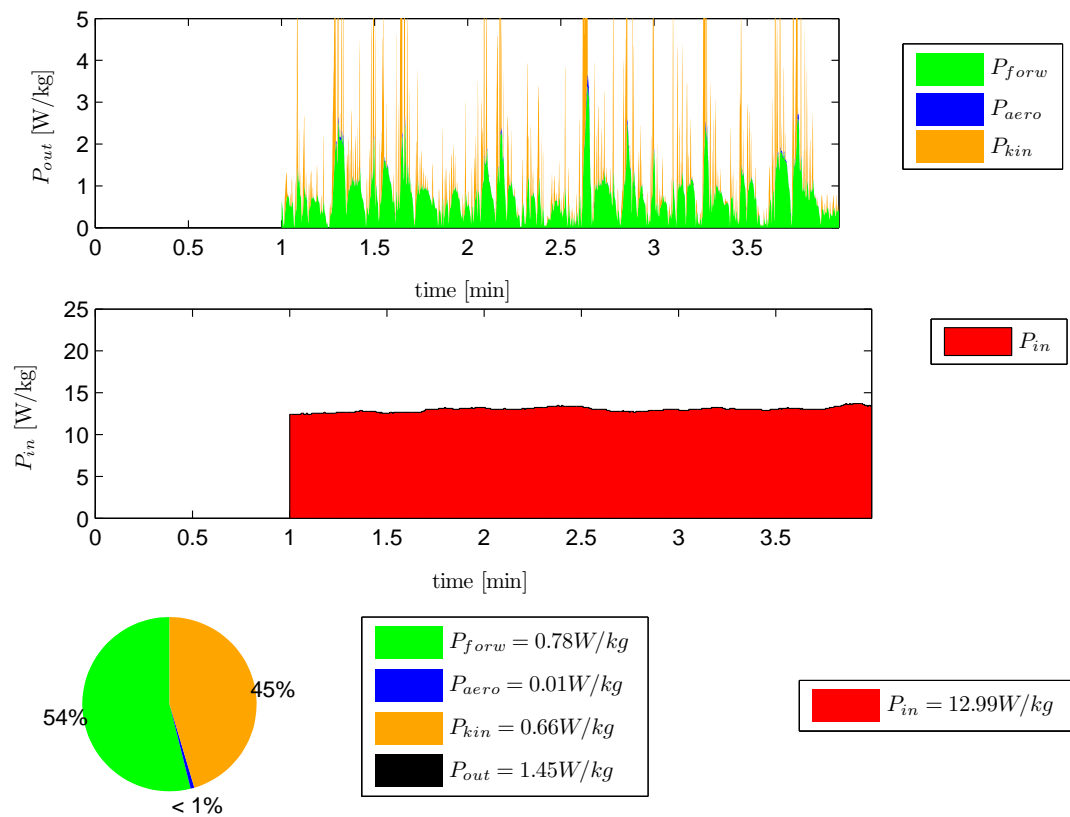 5
4
3
2
1
0
P_out [W/kg]
0 0.5 1 1.5 2 2.5 3 3.5
time [min]
P_forw
P_aero
P_kin
25
20
15
10
5
0
P_in [W/kg]
0 0.5 1 1.5 2 2.5 3 3.5
time [min]
P_in
54%
45%
< 1%
P_forw = 0.78W/kg
P_aero = 0.01W/kg
P_kin = 0.66W/kg
P_out = 1.45W/kg
P_in = 12.99W/kg